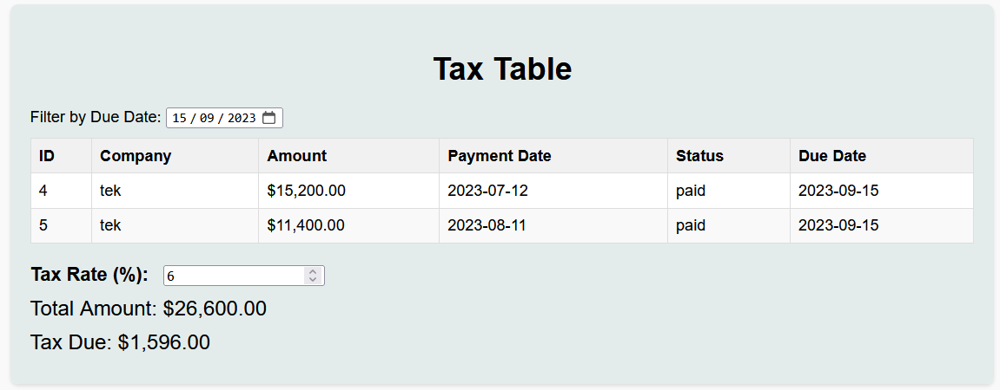 Tax Table
Filter by Due Date: 15 / 09 / 2023
ID Company Amount Payment Date Status Due Date
4 tek $15,200.00 2023-07-12 paid 2023-09-15
5 tek $11,400.00 2023-08-11 paid 2023-09-15
Tax Rate (%): 6
Total Amount: $26,600.00
Tax Due: $1,596.00